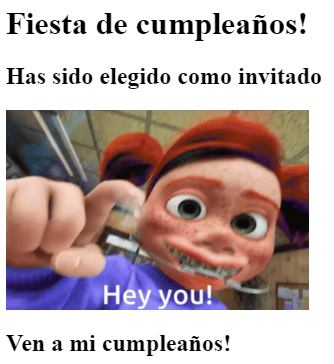 Fiesta de cumpleaños!
Has sido elegido como invitado
Hey you!
Ven a mi cumpleaños!